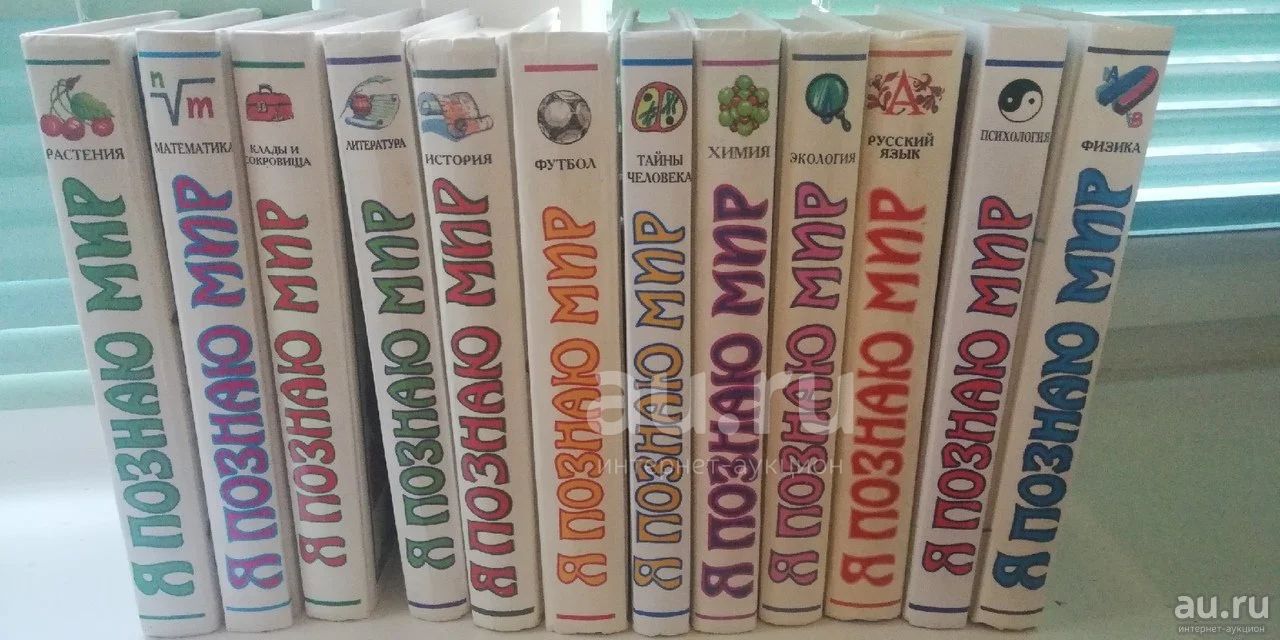 РАСТЕНИЯ
Я ПОЗНАЮ МИР
n√m
МАТЕМАТИКА
Я ПОЗНАЮ МИР
КЛАДЫ И
СОКРОВИЩА
Я ПОЗНАЮ МИР
ЛИТЕРАТУРА
Я ПОЗНАЮ МИР
ИСТОРИЯ
Я ПОЗНАЮ МИР
ФУТБОЛ
Я ПОЗНАЮ МИР
ТАЙНЫ
ЧЕЛОВЕКА
Я ПОЗНАЮ МИР
ХИМИЯ
Я ПОЗНАЮ МИР
ЭКОЛОГИЯ
Я ПОЗНАЮ МИР
А
РУССКИЙ
ЯЗЫК
Я ПОЗНАЮ МИР
ПСИХОЛОГИЯ
Я ПОЗНАЮ МИР
А
В
ФИЗИКА
Я ПОЗНАЮ МИР
au.ru
интернет-аукцион
au.ru
интернет-аукцион